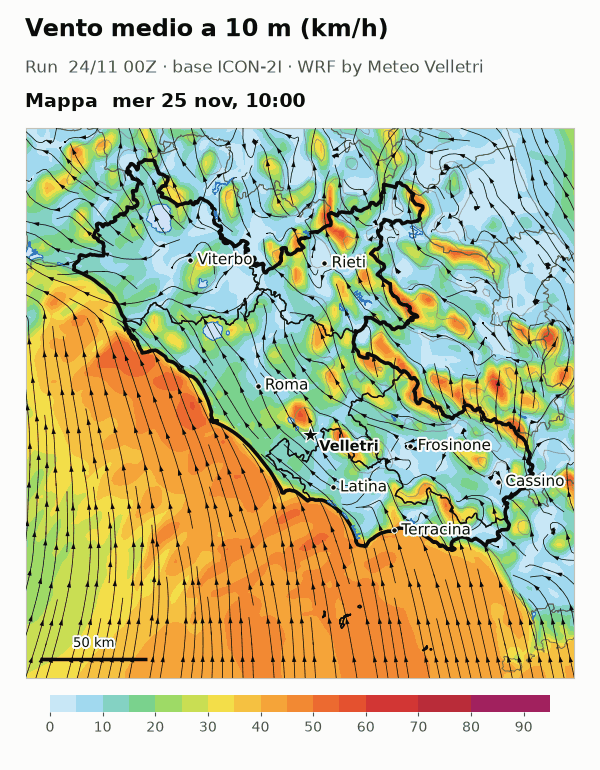 Vento medio a 10 m (km/h)
Run 24/11 00Z · base ICON-2I · WRF by Meteo Velletri
Mappa mer 25 nov, 10:00
Viterbo
Rieti
Roma
Velletri
Frosinone
Cassino
Latina
Terracina
50 km
0 10 20 30 40 50 60 70 80 90